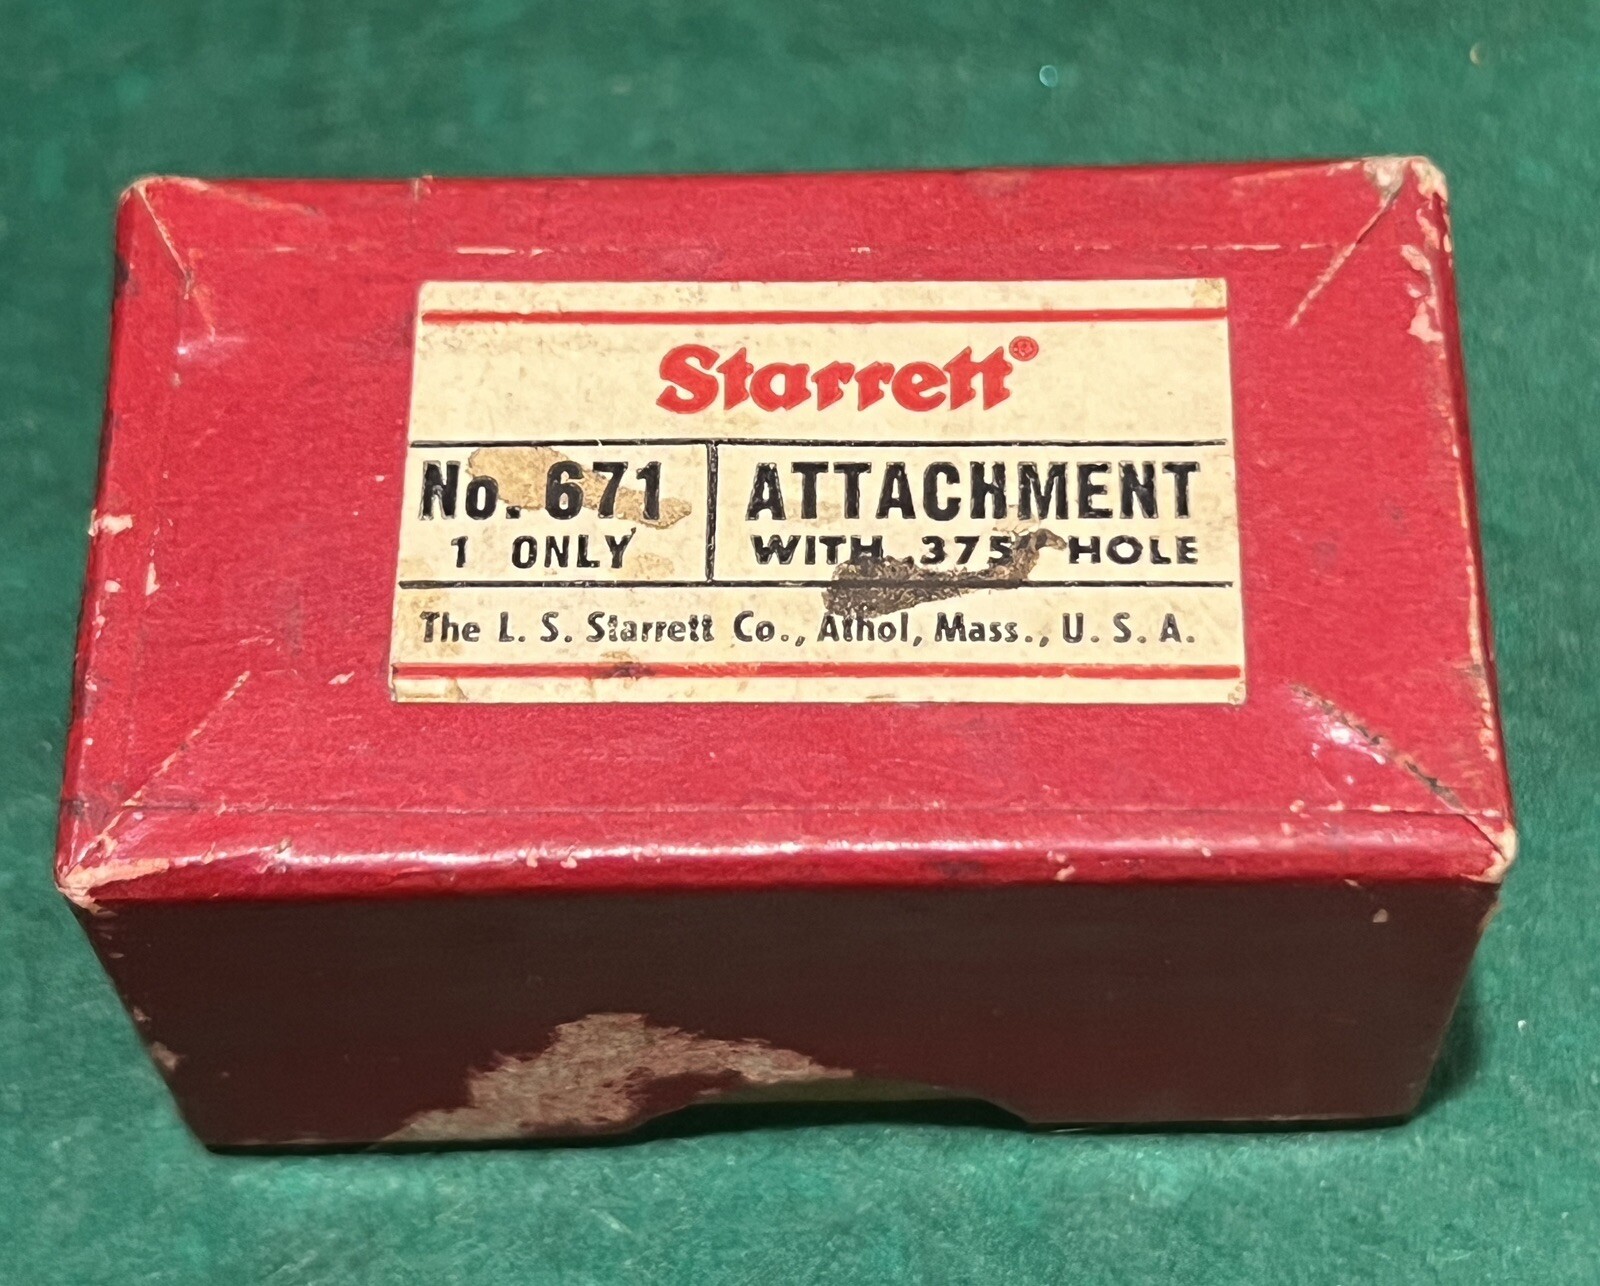 Starrett®
No. 671
1 ONLY
ATTACHMENT
WITH .375" HOLE
The L. S. Starrett Co., Athol, Mass., U. S. A.